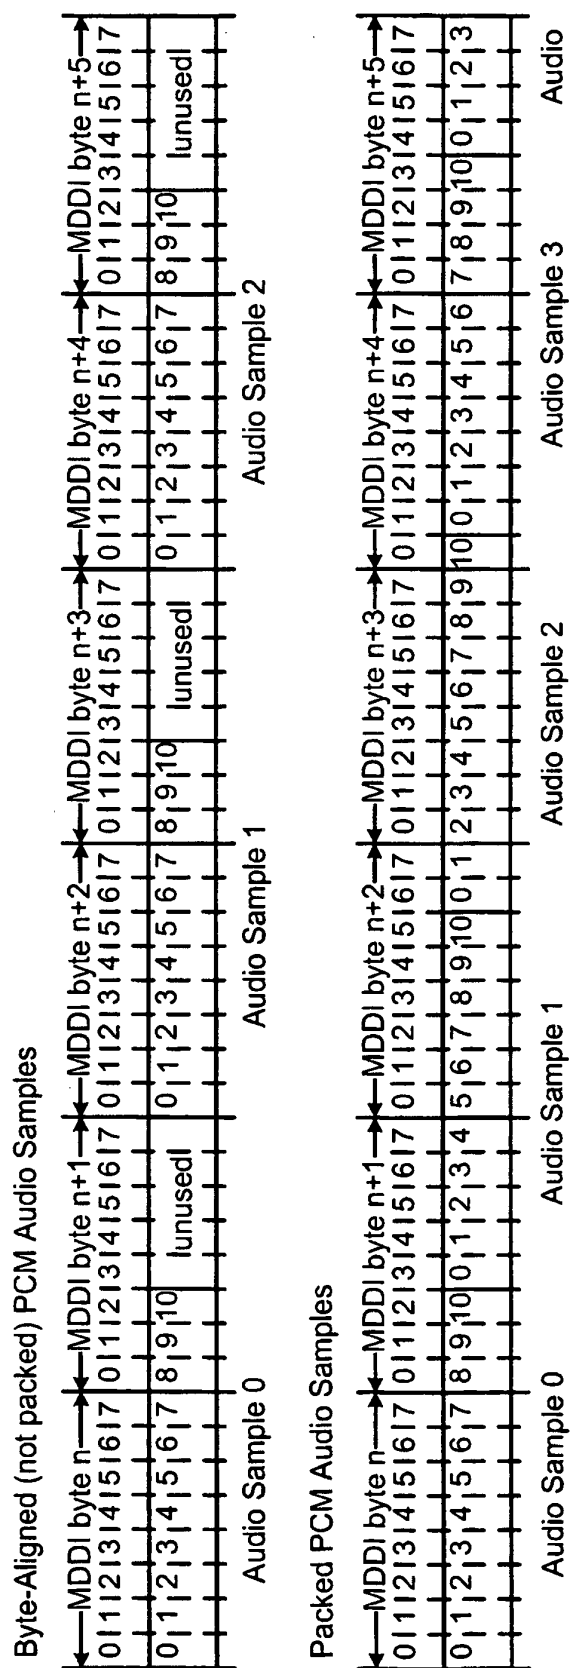 Byte-Aligned (not packed) PCM Audio Samples
MDDI byte n MDDI byte n+1 MDDI byte n+2 MDDI byte n+3 MDDI byte n+4 MDDI byte n+5
0 1 2 3 4 5 6 7 0 1 2 3 4 5 6 7 0 1 2 3 4 5 6 7 0 1 2 3 4 5 6 7 0 1 2 3 4 5 6 7 0 1 2 3 4 5 6 7
0 1 2 3 4 5 6 7 8 9 10 unused 0 1 2 3 4 5 6 7 8 9 10 unused 0 1 2 3 4 5 6 7 8 9 10 unused
Audio Sample 0 Audio Sample 1 Audio Sample 2
Packed PCM Audio Samples
MDDI byte n MDDI byte n+1 MDDI byte n+2 MDDI byte n+3 MDDI byte n+4 MDDI byte n+5
0 1 2 3 4 5 6 7 0 1 2 3 4 5 6 7 0 1 2 3 4 5 6 7 0 1 2 3 4 5 6 7 0 1 2 3 4 5 6 7 0 1 2 3 4 5 6 7
0 1 2 3 4 5 6 7 8 9 10 0 1 2 3 4 5 6 7 8 9 10 0 1 2 3 4 5 6 7 8 9 10 0 1 2 3 4 5 6 7 8 9 10 0 1 2 3
Audio Sample 0 Audio Sample 1 Audio Sample 2 Audio Sample 3 Audio